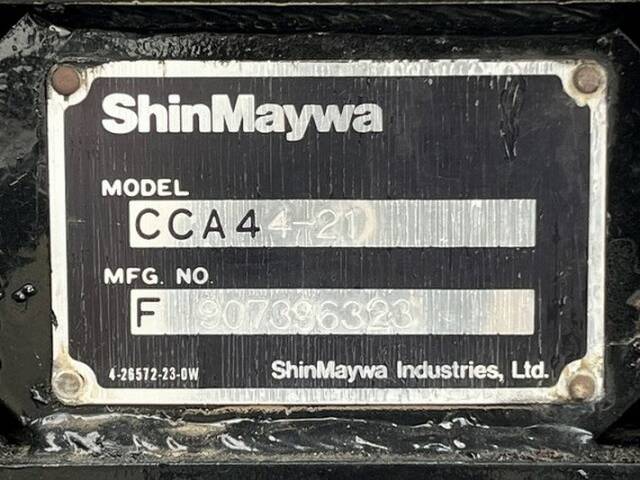 ShinMaywa
MODEL
CCA44-21
MFG. NO.
F 907396323
4-26572-23-0W
ShinMaywa Industries, Ltd.